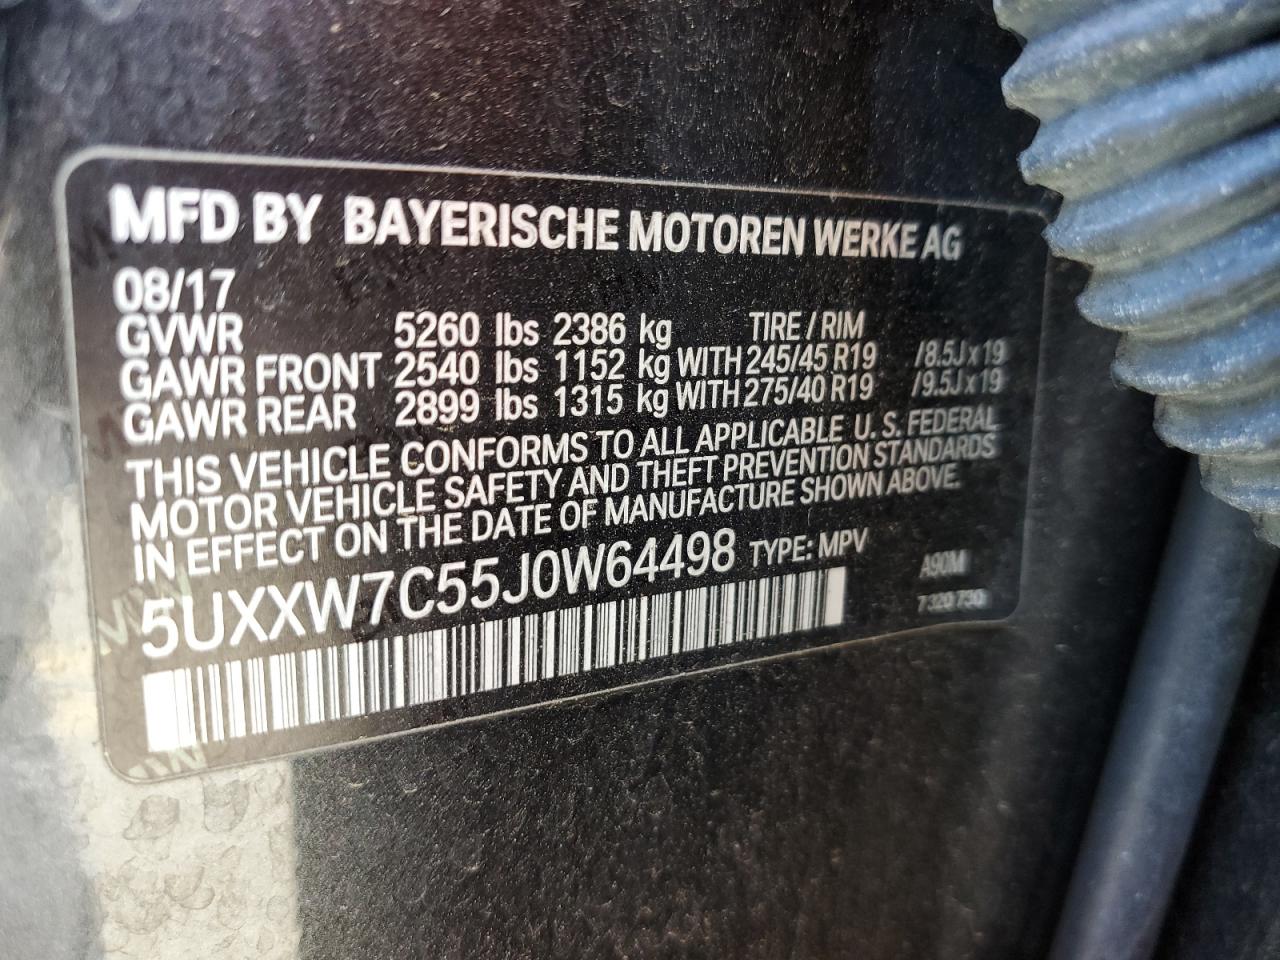 MFD BY BAYERISCHE MOTOREN WERKE AG
08/17
GVWR 5260 lbs 2386 kg TIRE / RIM
GAWR FRONT 2540 lbs 1152 kg WITH 245/45 R19 /8.5J x 19
GAWR REAR 2899 lbs 1315 kg WITH 275/40 R19 /9.5J x 19
THIS VEHICLE CONFORMS TO ALL APPLICABLE U.S. FEDERAL
MOTOR VEHICLE SAFETY AND THEFT PREVENTION STANDARDS
IN EFFECT ON THE DATE OF MANUFACTURE SHOWN ABOVE.
5UXXW7C55J0W64498 TYPE: MPV A90M
7 320 730